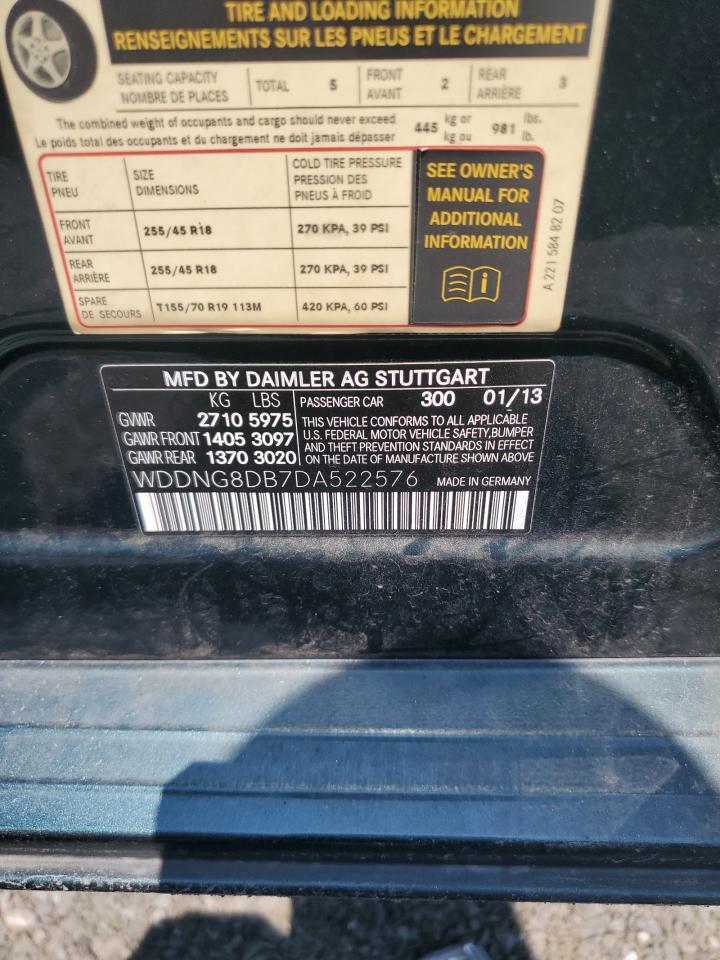 TIRE AND LOADING INFORMATION
RENSEIGNEMENTS SUR LES PNEUS ET LE CHARGEMENT
SEATING CAPACITY
NOMBRE DE PLACES
TOTAL 5
FRONT
AVANT
2
REAR
ARRIÈRE
3
The combined weight of occupants and cargo should never exceed
Le poids total des occupants et du chargement ne doit jamais dépasser
445 kg or
kg ou
981 lbs.
lb.
TIRE
PNEU
SIZE
DIMENSIONS
COLD TIRE PRESSURE
PRESSION DES
PNEUS À FROID
FRONT
AVANT
255/45 R18
270 KPA, 39 PSI
REAR
ARRIÈRE
255/45 R18
270 KPA, 39 PSI
SPARE
DE SECOURS
T155/70 R19 113M
420 KPA, 60 PSI
SEE OWNER'S
MANUAL FOR
ADDITIONAL
INFORMATION
A 221 584 82 07
MFD BY DAIMLER AG STUTTGART
KG LBS
GVWR 2710 5975
GAWR FRONT 1405 3097
GAWR REAR 1370 3020
PASSENGER CAR 300 01/13
THIS VEHICLE CONFORMS TO ALL APPLICABLE
U.S. FEDERAL MOTOR VEHICLE SAFETY,BUMPER
AND THEFT PREVENTION STANDARDS IN EFFECT
ON THE DATE OF MANUFACTURE SHOWN ABOVE
WDDNG8DB7DA522576
MADE IN GERMANY